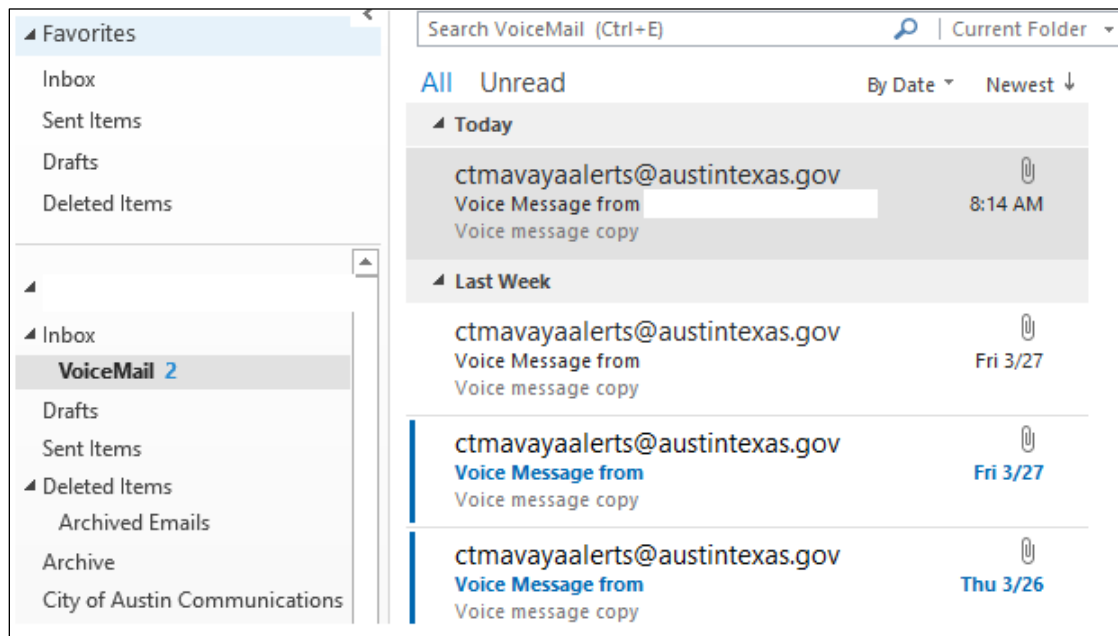 Favorites
Inbox
Sent Items
Drafts
Deleted Items
Inbox
VoiceMail 2
Drafts
Sent Items
Deleted Items
Archived Emails
Archive
City of Austin Communications
Search VoiceMail (Ctrl+E) Current Folder
All Unread By Date Newest
Today
ctmavayaalerts@austintexas.gov
Voice Message from 8:14 AM
Voice message copy
Last Week
ctmavayaalerts@austintexas.gov
Voice Message from Fri 3/27
Voice message copy
ctmavayaalerts@austintexas.gov
Voice Message from Fri 3/27
Voice message copy
ctmavayaalerts@austintexas.gov
Voice Message from Thu 3/26
Voice message copy